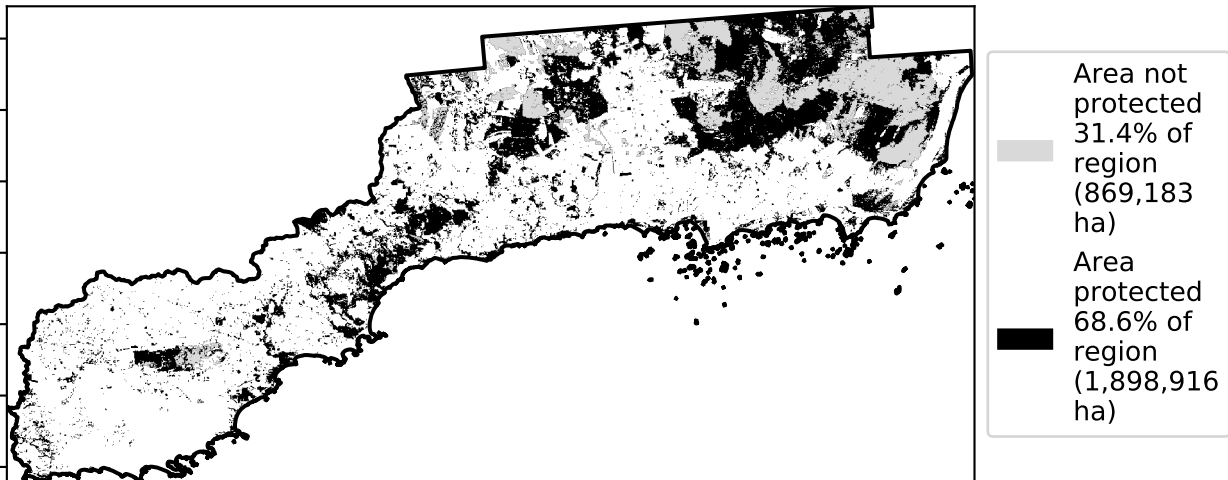 Area not
protected
31.4% of
region
(869,183
ha)
Area
protected
68.6% of
region
(1,898,916
ha)